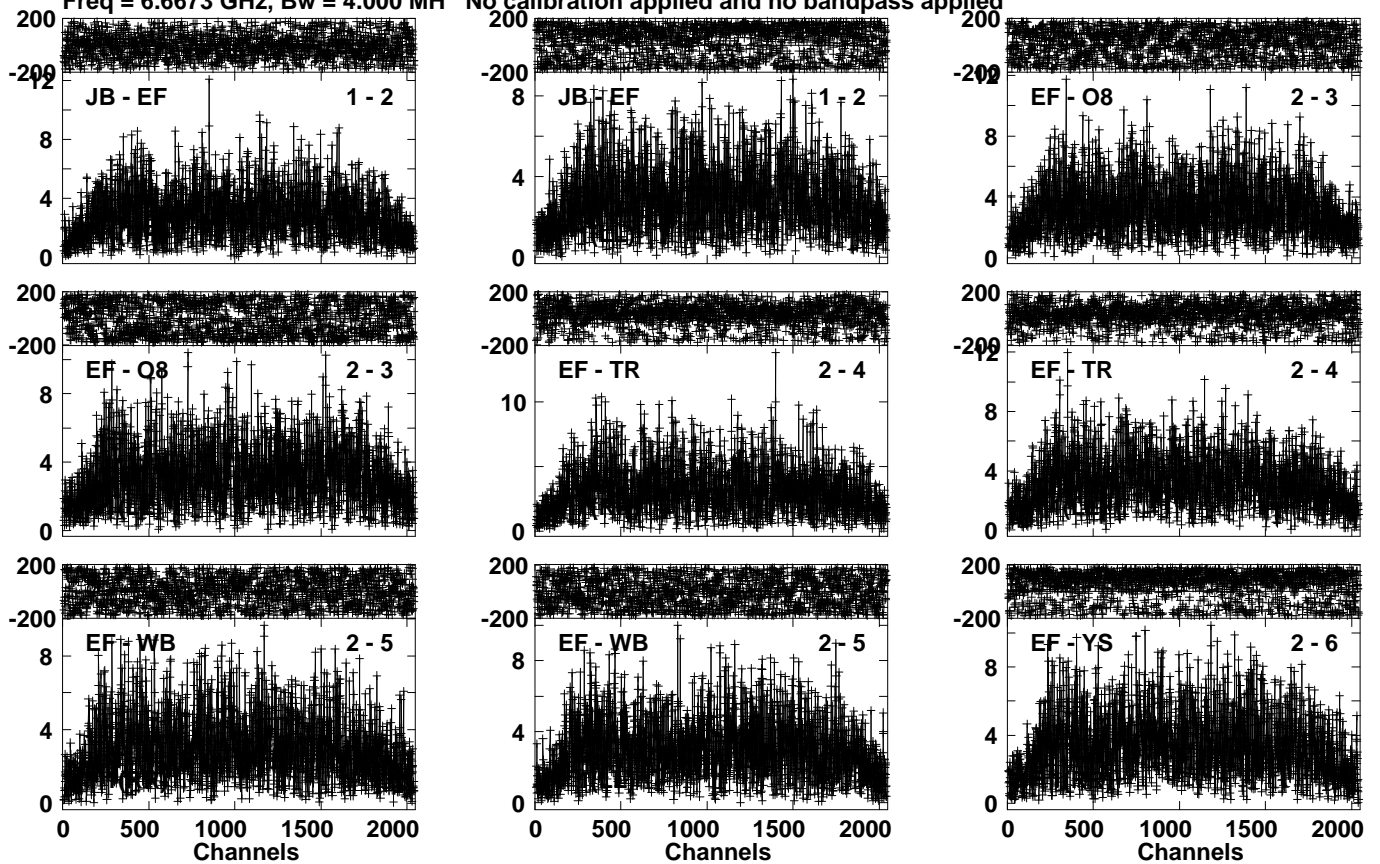 Freq = 6.6673 GHz, Bw = 4.000 MH No calibration applied and no bandpass applied
200 200 200
-200 -200 -200
12 12
JB - EF 1 - 2 JB - EF 1 - 2 EF - O8 2 - 3
8 8 8
4 4 4
0 0 0
200 200 200
-200 -200 -200
12
EF - O8 2 - 3 EF - TR 2 - 4 EF - TR 2 - 4
8 10 8
4 4
0 0 0
200 200 200
-200 -200 -200
EF - WB 2 - 5 EF - WB 2 - 5 EF - YS 2 - 6
8 8 8
4 4 4
0 0 0
0 500 1000 1500 2000 0 500 1000 1500 2000 0 500 1000 1500 2000
Channels Channels Channels